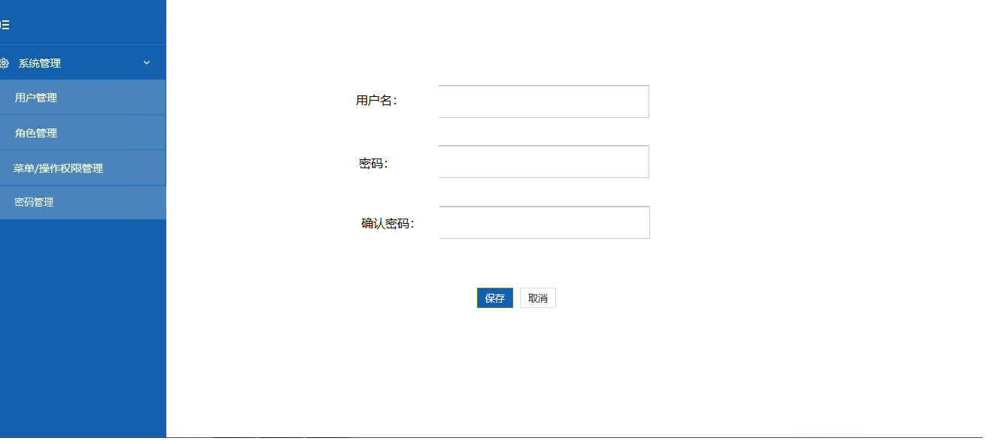 系统管理
用户管理
角色管理
菜单/操作权限管理
密码管理
用户名：
密码：
确认密码：
保存 取消